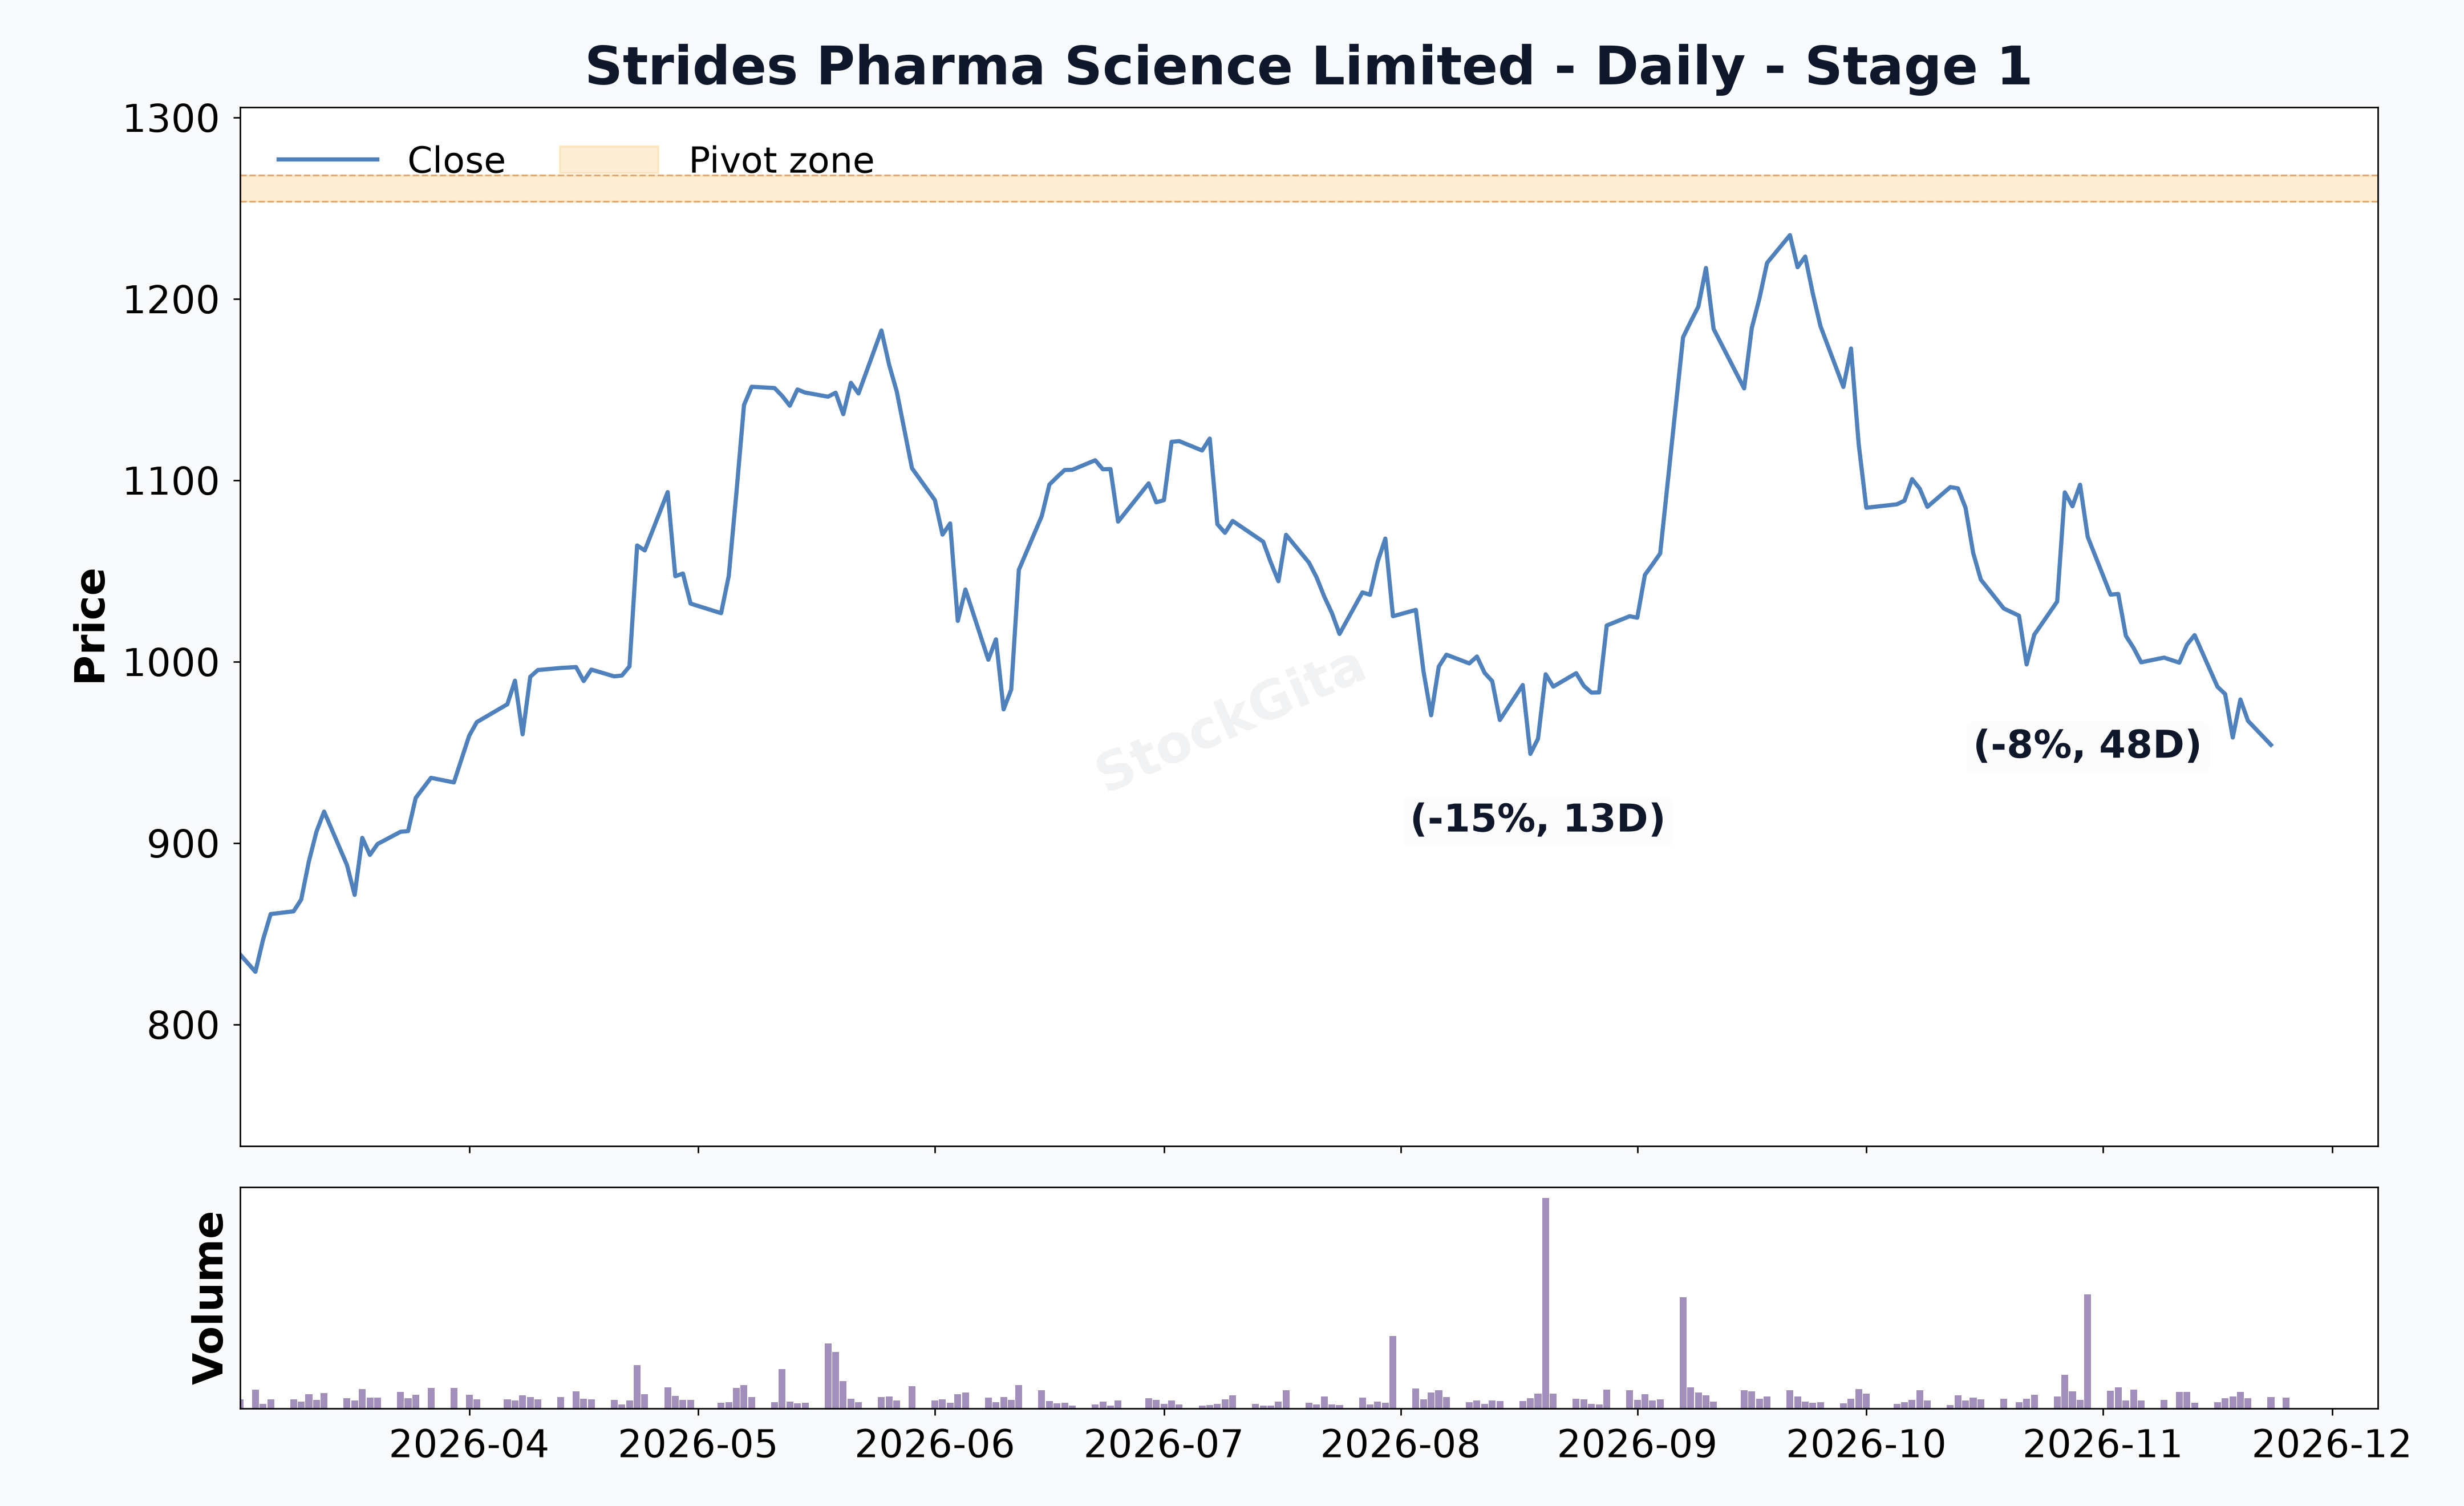 Strides Pharma Science Limited - Daily - Stage 1
Close
Pivot zone
Price
1300
1200
1100
1000
900
800
StockGita
(-15%, 13D)
(-8%, 48D)
Volume
2026-04
2026-05
2026-06
2026-07
2026-08
2026-09
2026-10
2026-11
2026-12